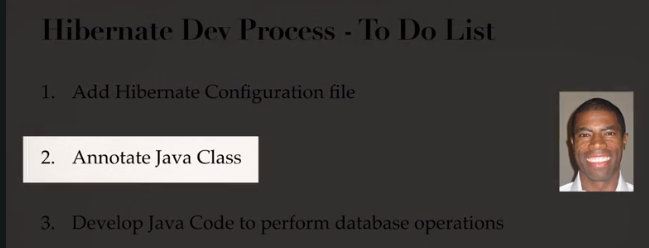 Hibernate Dev Process - To Do List
1. Add Hibernate Configuration file
2. Annotate Java Class
3. Develop Java Code to perform database operations